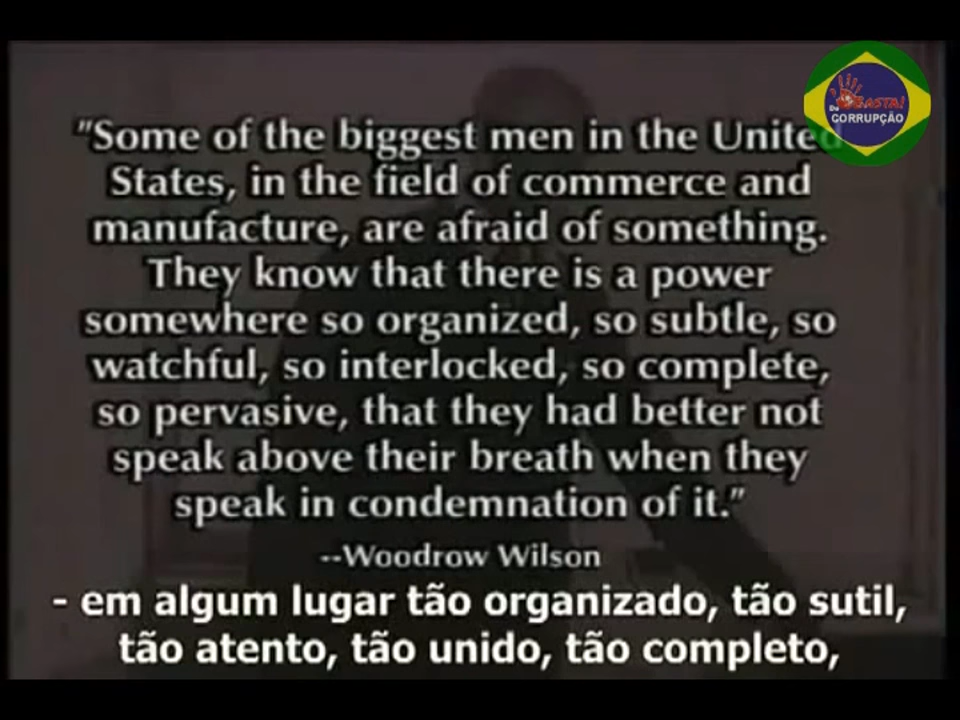 "Some of the biggest men in the United
States, in the field of commerce and
manufacture, are afraid of something.
They know that there is a power
somewhere so organized, so subtle, so
watchful, so interlocked, so complete,
so pervasive, that they had better not
speak above their breath when they
speak in condemnation of it."
--Woodrow Wilson
- em algum lugar tão organizado, tão sutil,
tão atento, tão unido, tão completo,
BASTA!
CORRUPÇÃO